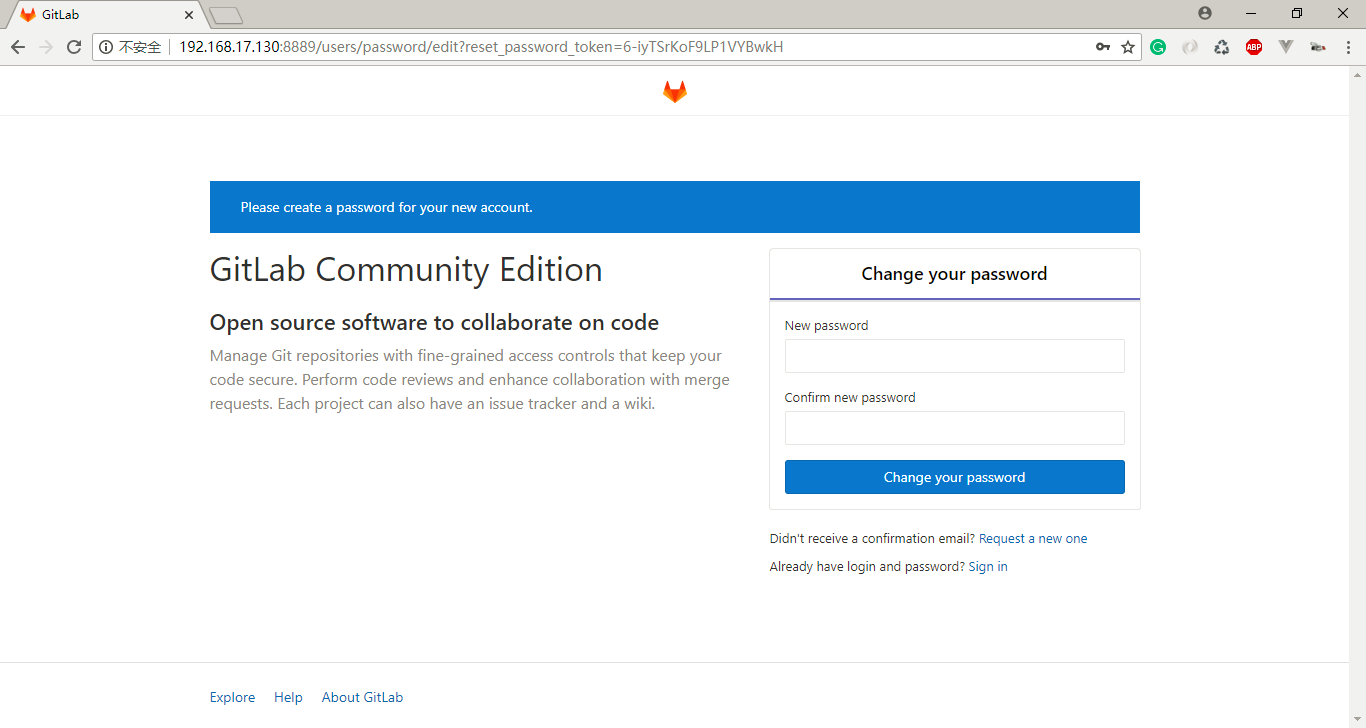 GitLab
不安全
192.168.17.130:8889/users/password/edit?reset_password_token=6-iyTSrKoF9LP1VYBwkH
ABP
Please create a password for your new account.
GitLab Community Edition
Open source software to collaborate on code
Manage Git repositories with fine-grained access controls that keep your
code secure. Perform code reviews and enhance collaboration with merge
requests. Each project can also have an issue tracker and a wiki.
Change your password
New password
Confirm new password
Change your password
Didn't receive a confirmation email? Request a new one
Already have login and password? Sign in
Explore Help About GitLab